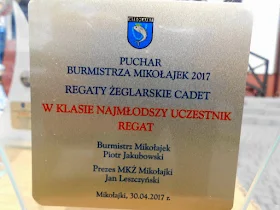 PUCHAR
BURMISTRZA MIKOŁAJEK 2017
REGATY ŻEGLARSKIE CADET
W KLASIE NAJMŁODSZY UCZESTNIK
REGAT
Burmistrz Mikołajek
Piotr Jakubowski
Prezes MKŻ Mikołajki
Jan Leszczyński
Mikołajki, 30.04.2017 r.